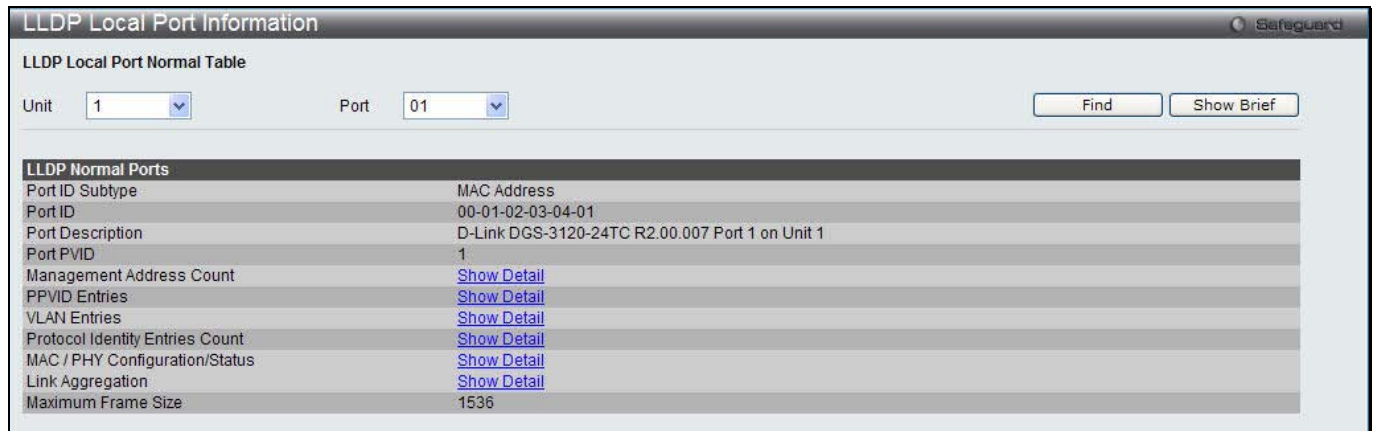 LLDP Local Port Information Safeguard
LLDP Local Port Normal Table
Unit 1 Port 01 Find Show Brief
LLDP Normal Ports
Port ID Subtype MAC Address
Port ID 00-01-02-03-04-01
Port Description D-Link DGS-3120-24TC R2.00.007 Port 1 on Unit 1
Port PVID 1
Management Address Count Show Detail
PPVID Entries Show Detail
VLAN Entries Show Detail
Protocol Identity Entries Count Show Detail
MAC / PHY Configuration/Status Show Detail
Link Aggregation Show Detail
Maximum Frame Size 1536